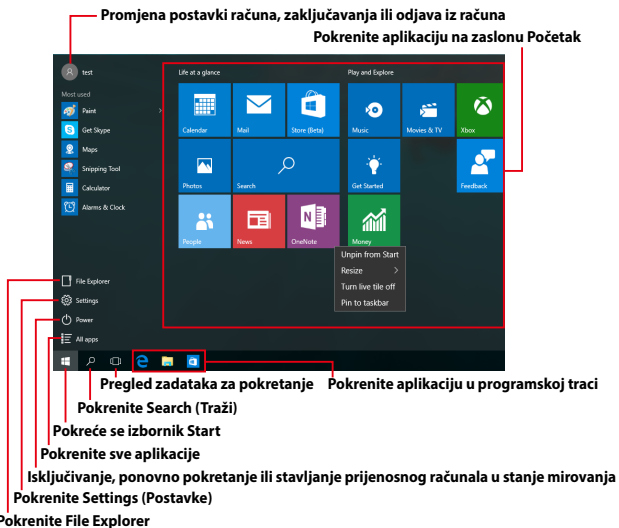 Promjena postavki računa, zaključavanja ili odjava iz računa
Pokrenite aplikaciju na zaslonu Početak
test
Most used
Paint
Get Skype
Maps
Snipping Tool
Calculator
Alarms & Clock
File Explorer
Settings
Power
All apps
Life at a glance
Calendar
Mail
Store (Beta)
Photos
Search
People
News
OneNote
Play and Explore
Music
Movies & TV
Xbox
Get Started
Feedback
Money
Unpin from Start
Resize
Turn live tile off
Pin to taskbar
Pregled zadataka za pokretanje
Pokrenite aplikaciju u programskoj traci
Pokrenite Search (Traži)
Pokreće se izbornik Start
Pokrenite sve aplikacije
Isključivanje, ponovno pokretanje ili stavljanje prijenosnog računala u stanje mirovanja
Pokrenite Settings (Postavke)
Pokrenite File Explorer